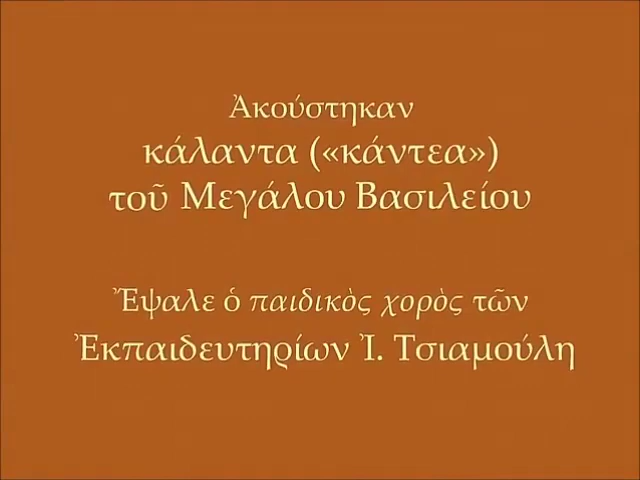 Ἀκούστηκαν
κάλαντα («κάντεα»)
τοῦ Μεγάλου Βασιλείου
Ἔψαλε ὁ παιδικὸς χορὸς τῶν
Ἐκπαιδευτηρίων Ἰ. Τσιαμούλη